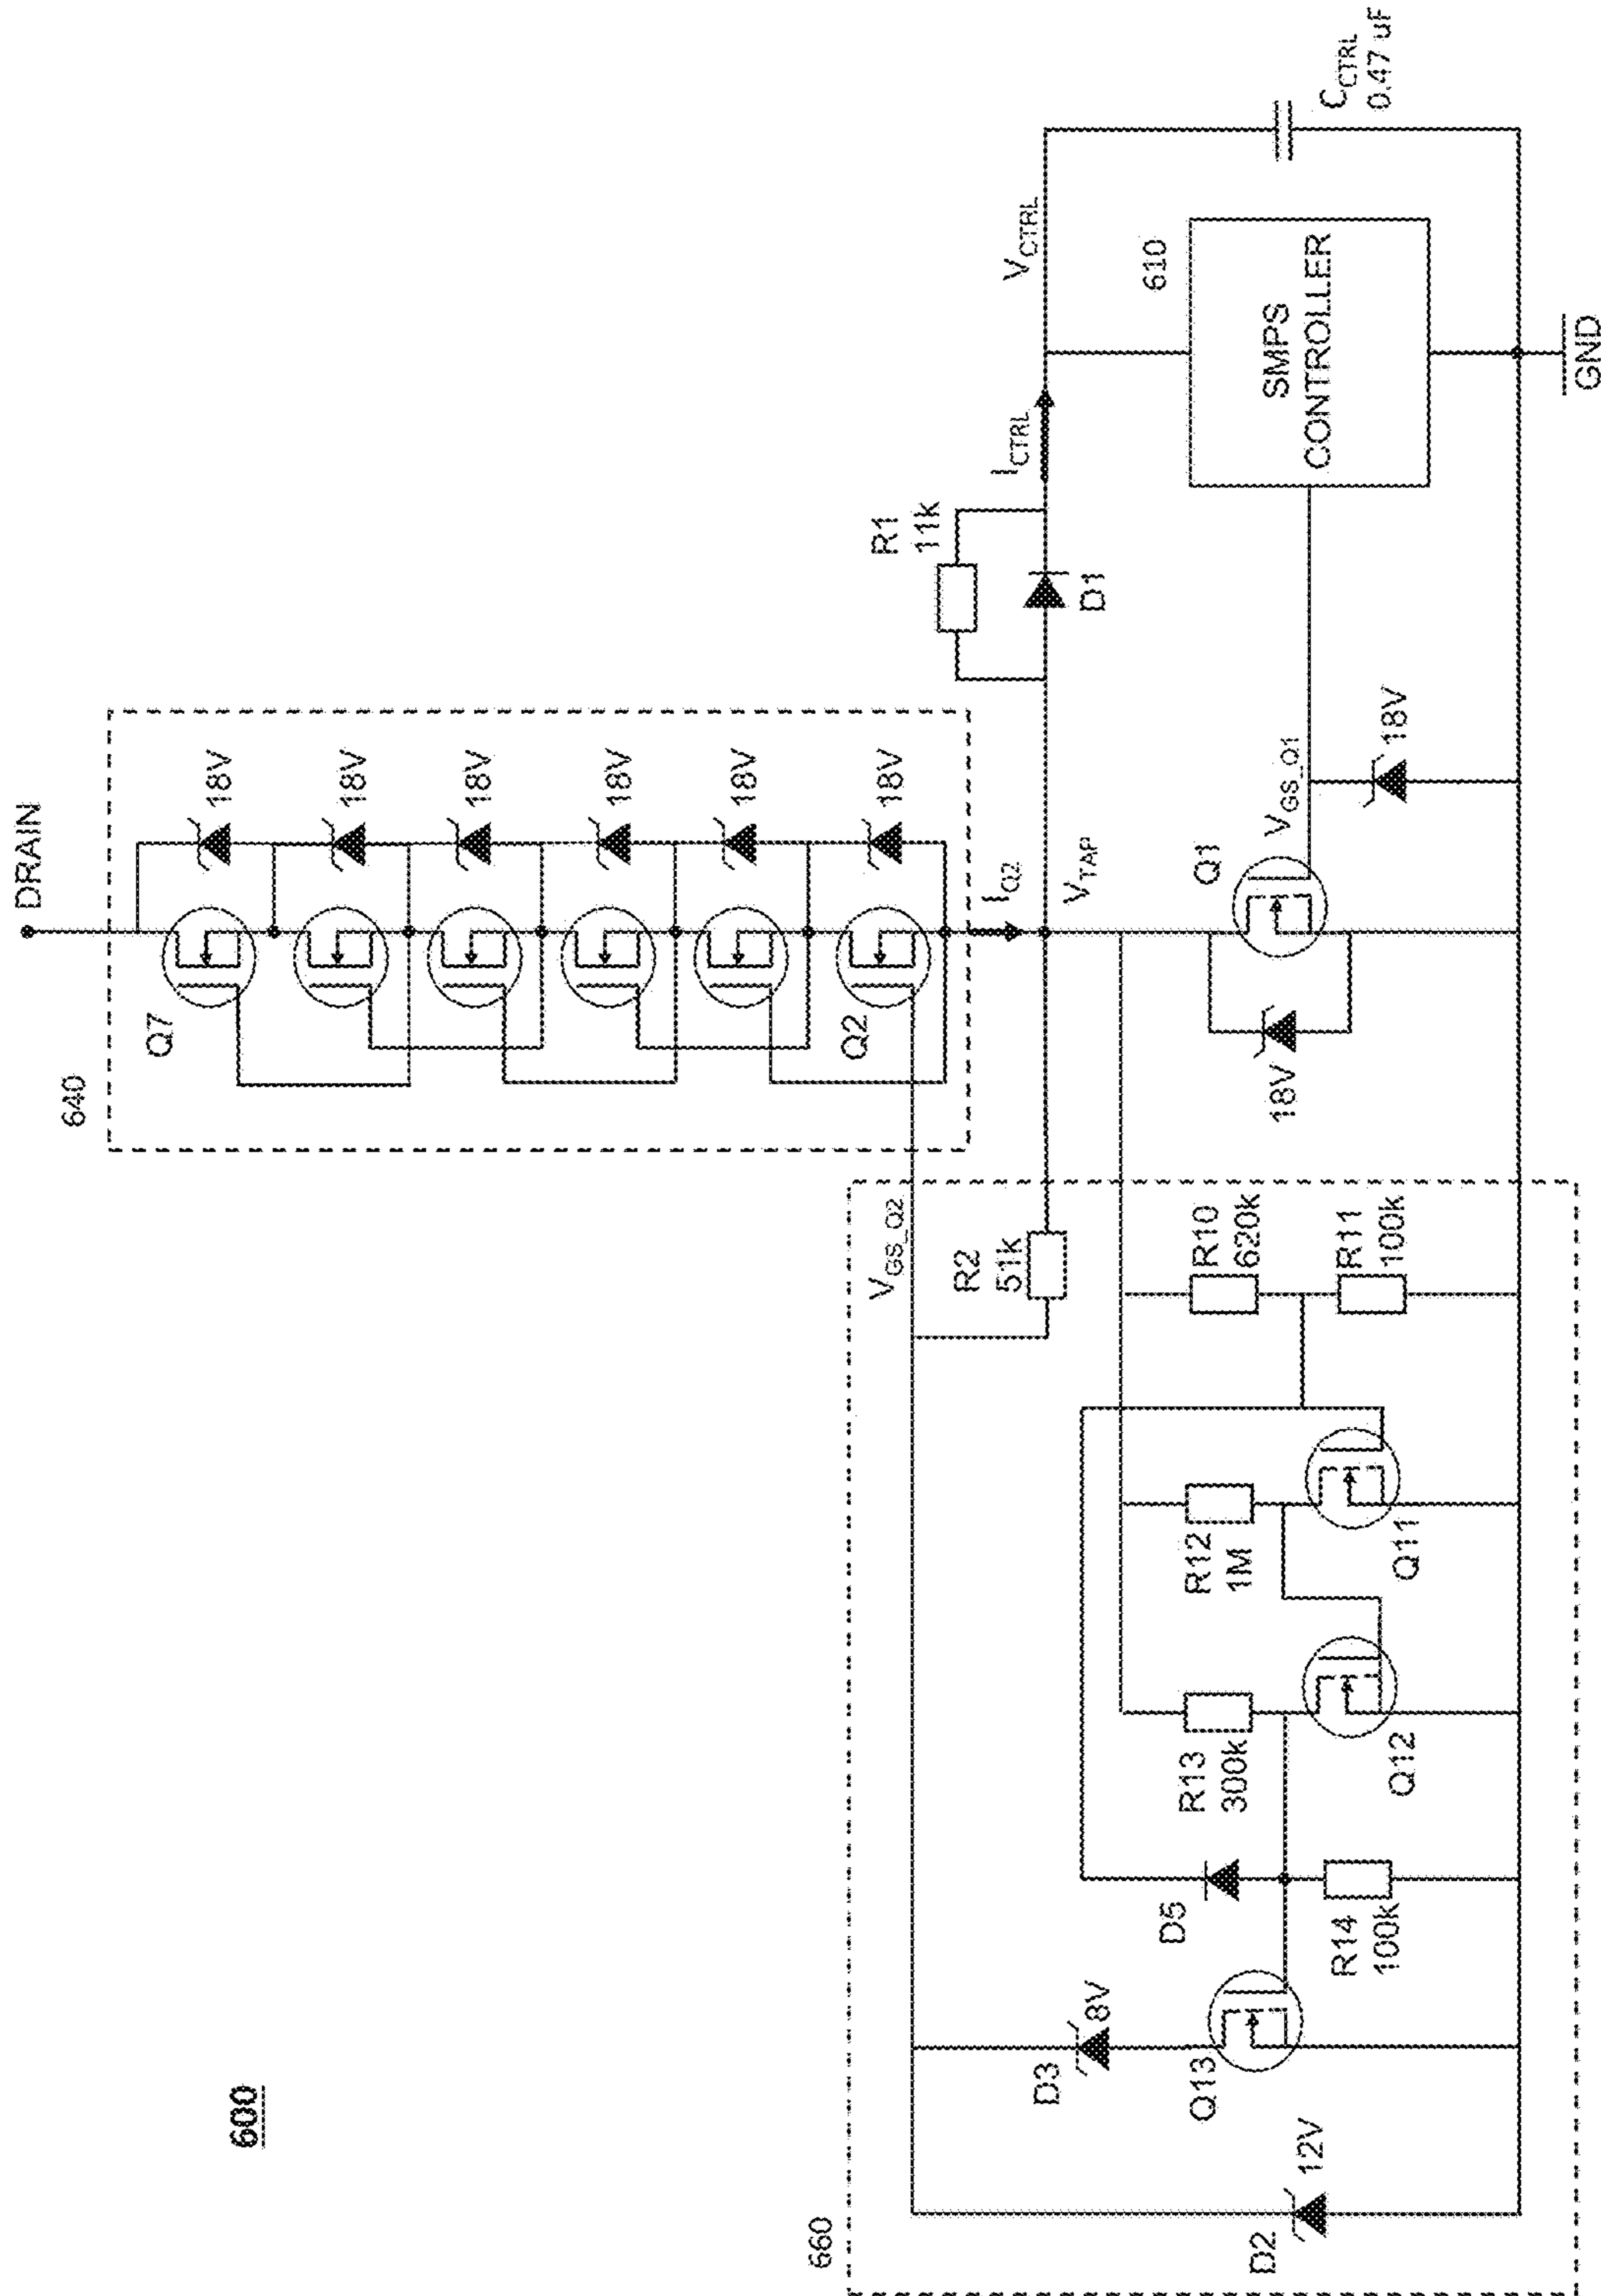 600
DRAIN
640
Q7
18V
18V
18V
18V
18V
Q2
18V
I_Q2
V_TAP
R1
11k
D1
I_CTRL
V_CTRL
C_CTRL
0.47 uF
610
SMPS
CONTROLLER
GND
V_GS_Q1
Q1
18V
18V
660
V_GS_Q2
R2
51k
R10
620k
R11
100k
R12
1M
Q11
R13
300k
Q12
D5
R14
100k
D3
8V
Q13
D2
12V